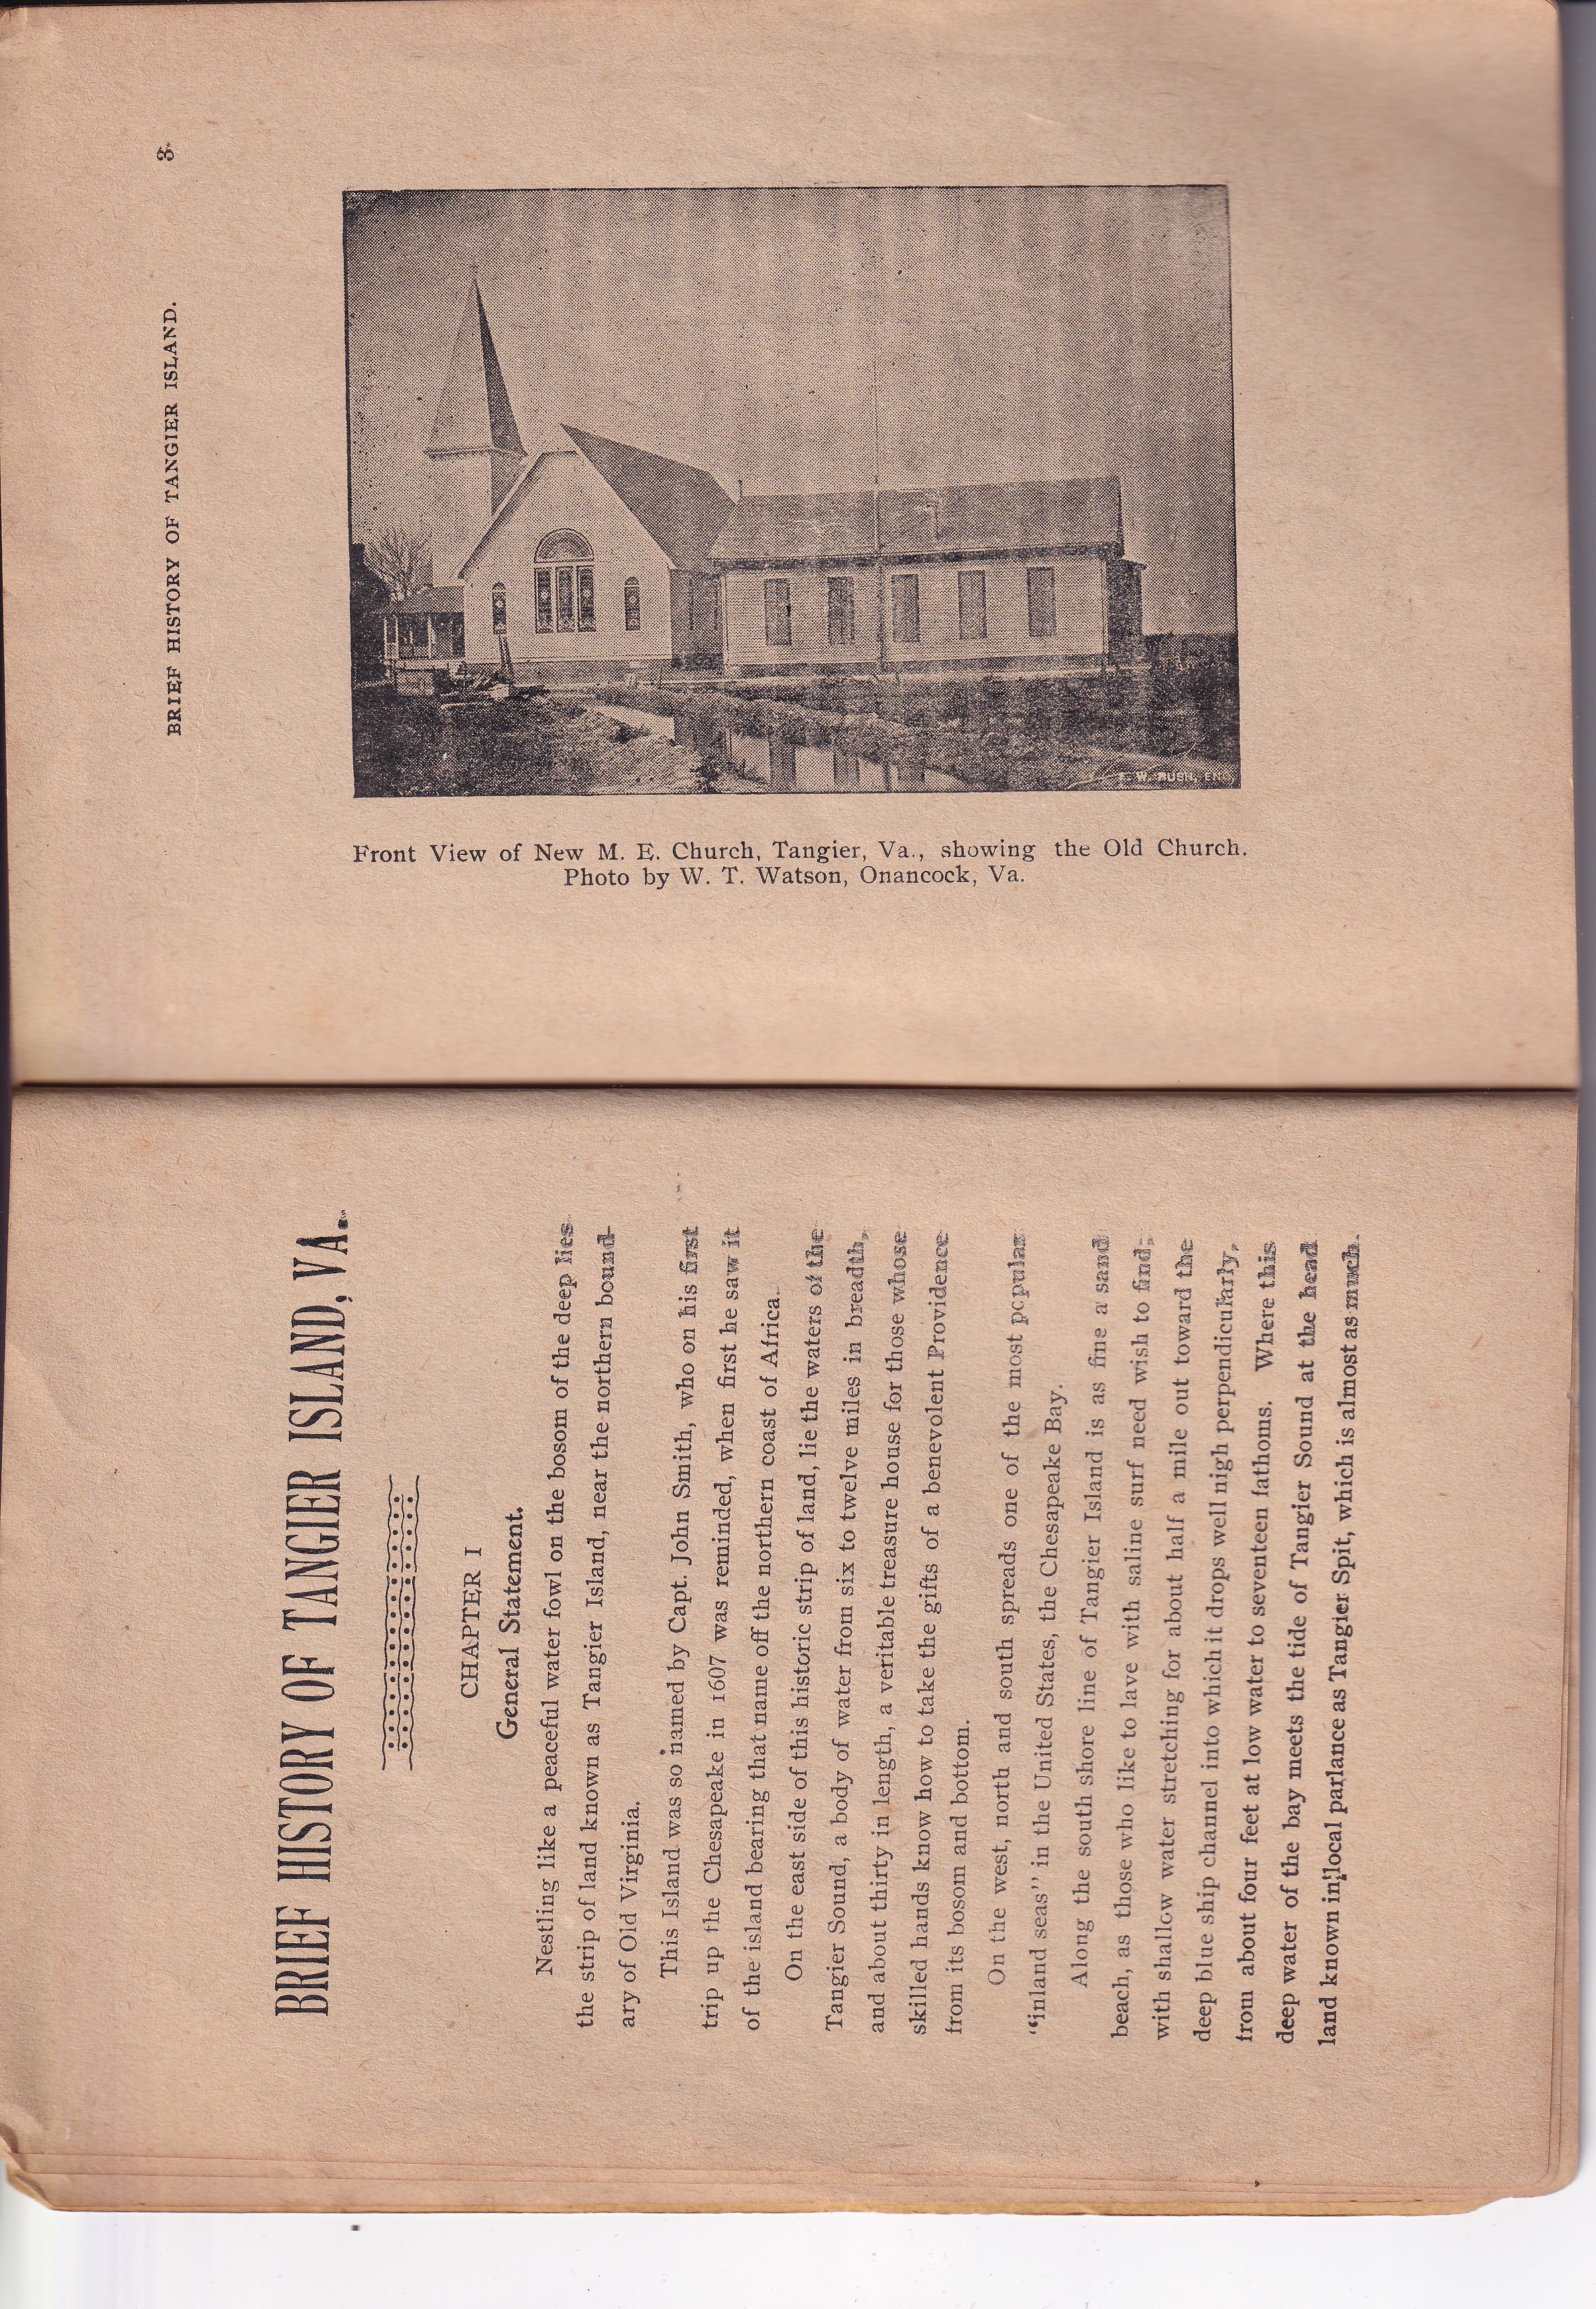 BRIEF HISTORY OF TANGIER ISLAND, VA.
CHAPTER I
General Statement.
Nestling like a peaceful water fowl on the bosom of the deep lies
the strip of land known as Tangier Island, near the northern bound-
ary of Old Virginia.
This Island was so named by Capt. John Smith, who on his first
trip up the Chesapeake in 1607 was reminded, when first he saw it
of the island bearing that name off the northern coast of Africa.
On the east side of this historic strip of land, lie the waters of the
Tangier Sound, a body of water from six to twelve miles in breadth,
and about thirty in length, a veritable treasure house for those whose
skilled hands know how to take the gifts of a benevolent Providence
from its bosom and bottom.
On the west, north and south spreads one of the most popular
"inland seas" in the United States, the Chesapeake Bay.
Along the south shore line of Tangier Island is as fine a sand
beach, as those who like to lave with saline surf need wish to find;
with shallow water stretching for about half a mile out toward the
deep blue ship channel into which it drops well nigh perpendicularly,
from about four feet at low water to seventeen fathoms. Where this
deep water of the bay meets the tide of Tangier Sound at the head
land known in local parlance as Tangier Spit, which is almost as much
BRIEF HISTORY OF TANGIER ISLAND. 3
W. RUSH, ENG
Front View of New M. E. Church, Tangier, Va., showing the Old Church.
Photo by W. T. Watson, Onancock, Va.